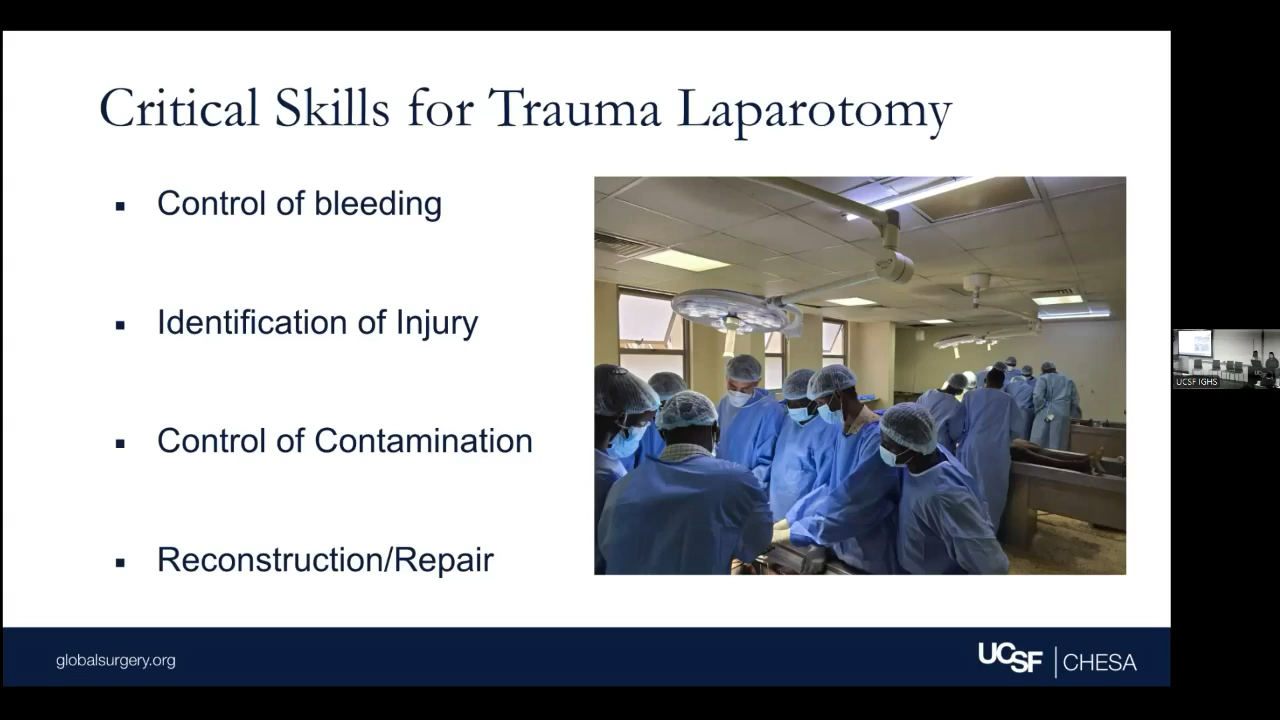 Critical Skills for Trauma Laparotomy
▪ Control of bleeding
▪ Identification of Injury
▪ Control of Contamination
▪ Reconstruction/Repair
globalsurgery.org
UCSF | CHESA
UCSF IGHS